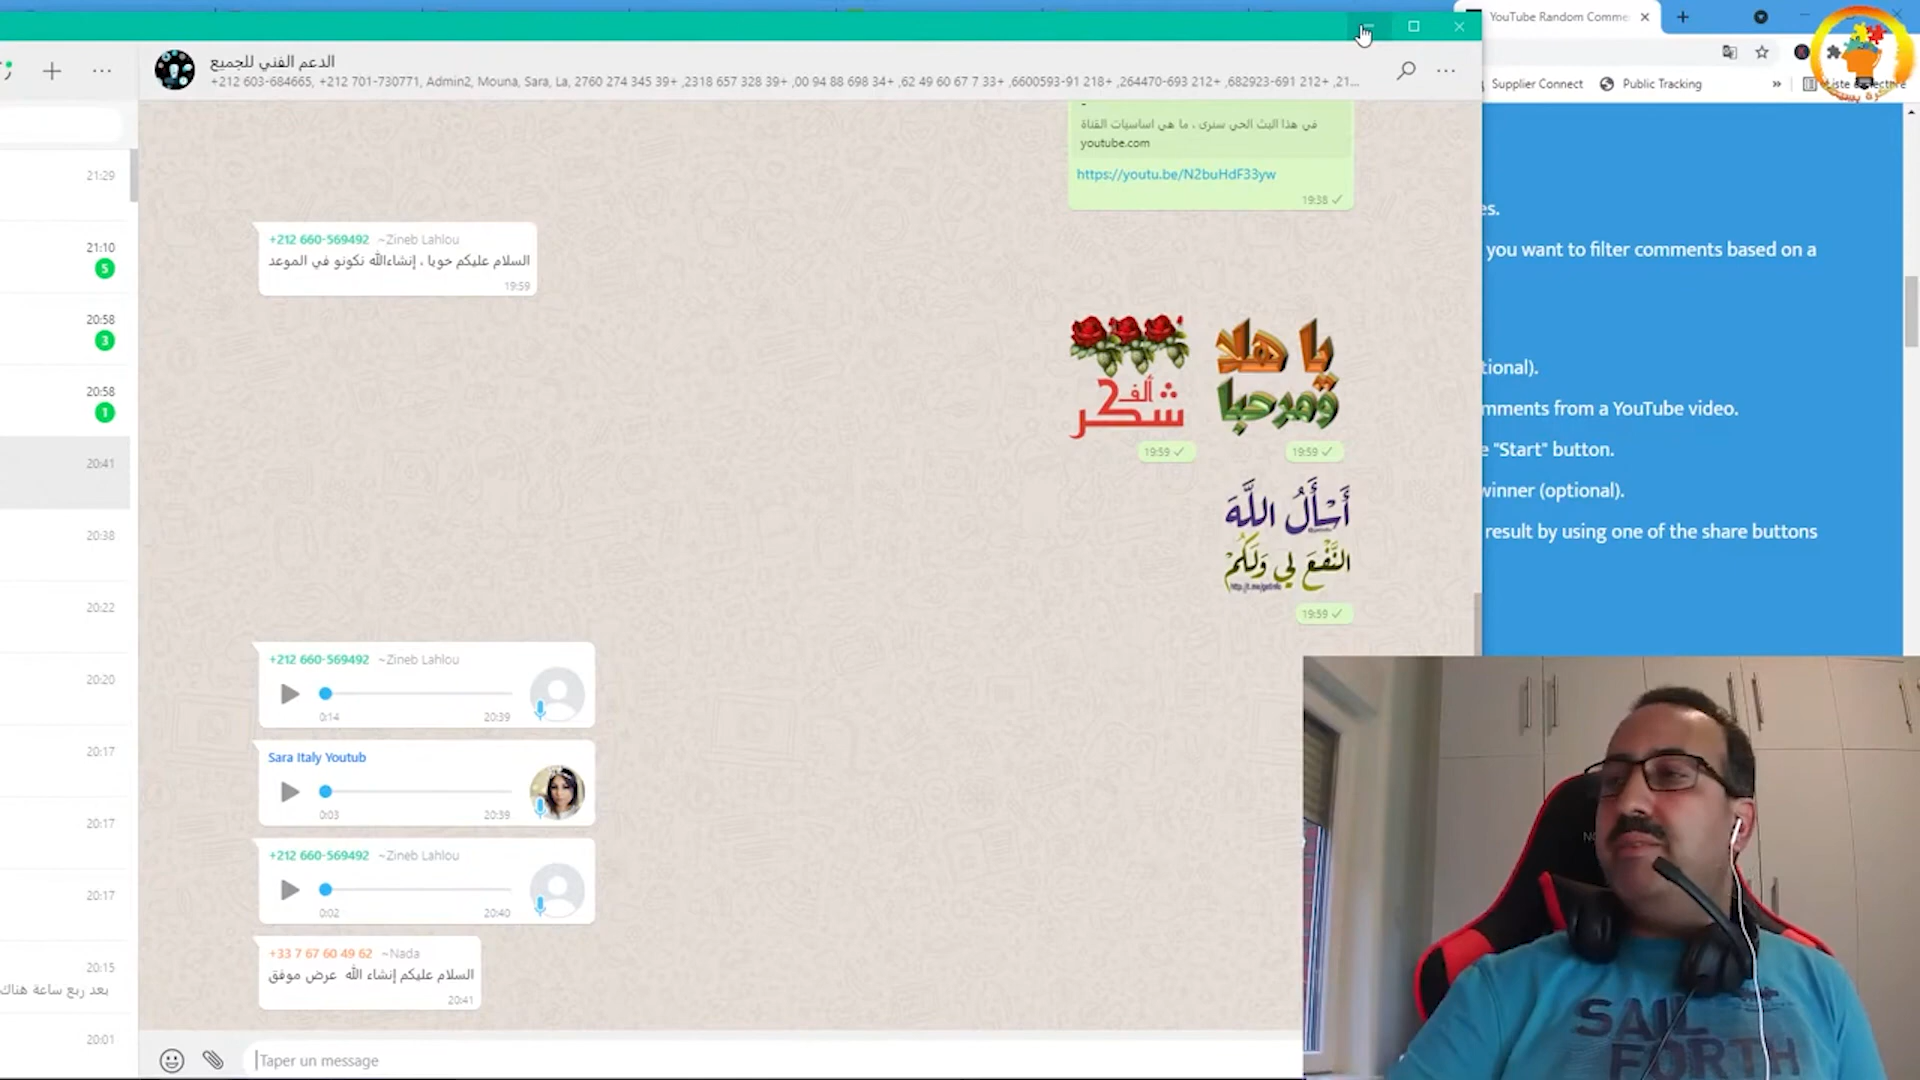 YouTube Random Comme
Supplier Connect
Public Tracking
»
الدعم الفني للجميع
+212 603-684665, +212 701-730771, Admin2, Mouna, Sara, La, 2760 274 345 39+ ,2318 657 328 39+ ,00 94 88 698 34+ ,62 49 60 67 7 33+ ,6600593-91 218+ ,264470-693 212+ ,682923-691 212+ ,21...
في هذا البث الحي سنرى ، ما هي اساسيات القناة
youtube.com
https://youtu.be/N2buHdF33yw
19:38
+212 660-569492 ~Zineb Lahlou
السلام عليكم خويا ، إنشاءالله نكونو في الموعد
19:59
ألف شكر
يا هلا ومرحبا
19:59
19:59
أَسْأَلُ اللَّهَ
النَّفْعَ لِي وَلَكُمْ
19:59
+212 660-569492 ~Zineb Lahlou
0:14 20:39
Sara Italy Youtub
0:03 20:39
+212 660-569492 ~Zineb Lahlou
0:02 20:40
+33 7 67 60 49 62 ~Nada
السلام عليكم إنشاء الله عرض موفق
20:41
Taper un message
21:29
21:10
5
20:58
3
20:58
1
20:41
20:38
20:22
20:20
20:17
20:17
20:17
20:15
بعد ربع ساعة هناك
20:01
es.
you want to filter comments based on a
tional).
mments from a YouTube video.
e "Start" button.
winner (optional).
result by using one of the share buttons
SAIL
FORTH